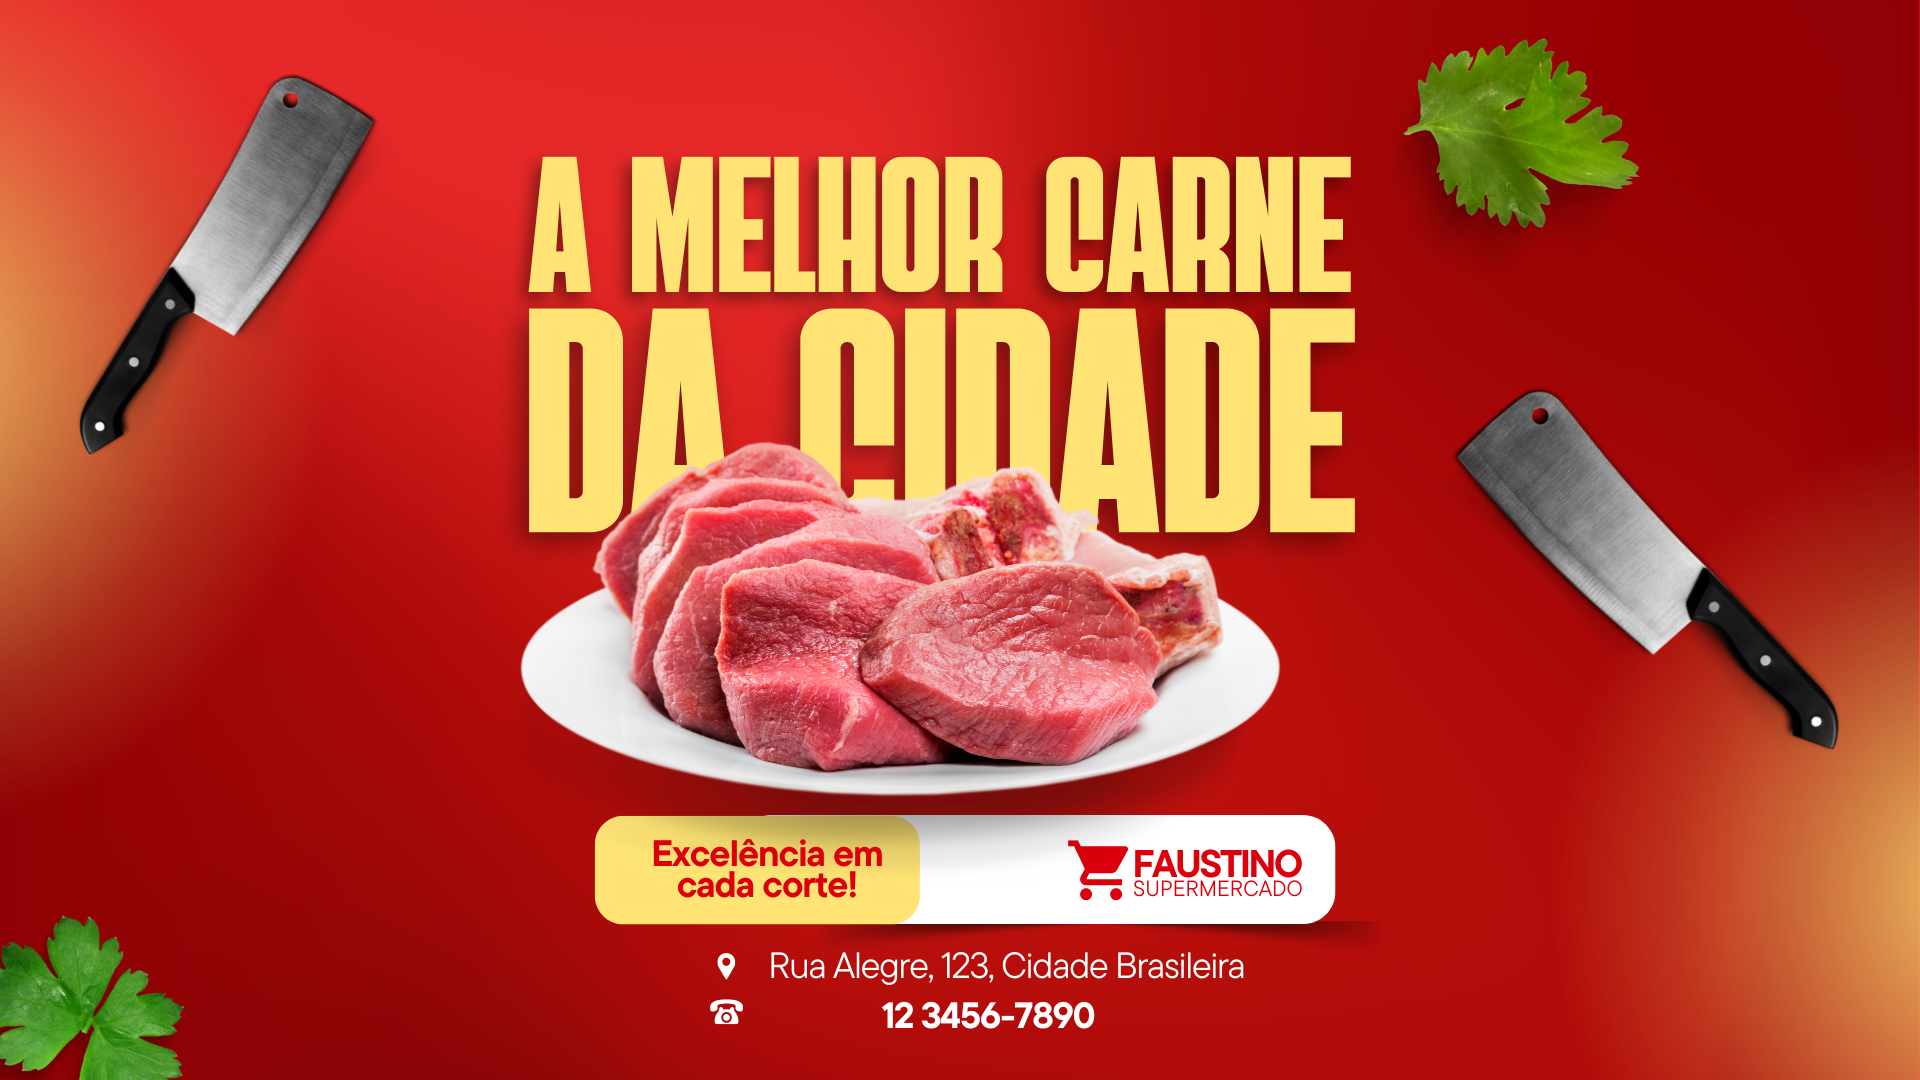 A MELHOR CARNE
DA CIDADE
Excelência em
cada corte!
FAUSTINO
SUPERMERCADO
Rua Alegre, 123, Cidade Brasileira
12 3456-7890